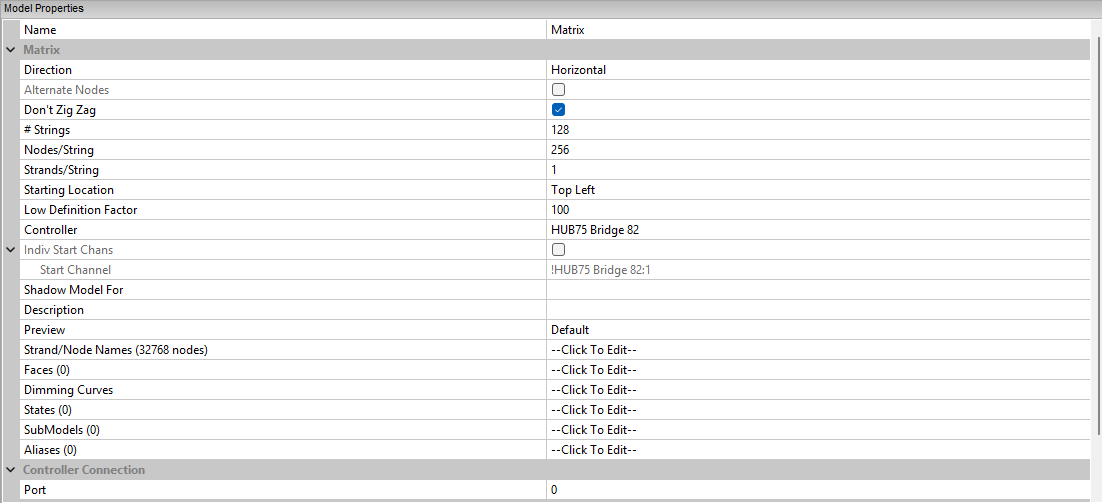 Model Properties
Name Matrix
Matrix
Direction Horizontal
Alternate Nodes
Don't Zig Zag
# Strings 128
Nodes/String 256
Strands/String 1
Starting Location Top Left
Low Definition Factor 100
Controller HUB75 Bridge 82
Indiv Start Chans
Start Channel !HUB75 Bridge 82:1
Shadow Model For
Description
Preview Default
Strand/Node Names (32768 nodes) --Click To Edit--
Faces (0) --Click To Edit--
Dimming Curves --Click To Edit--
States (0) --Click To Edit--
SubModels (0) --Click To Edit--
Aliases (0) --Click To Edit--
Controller Connection
Port 0